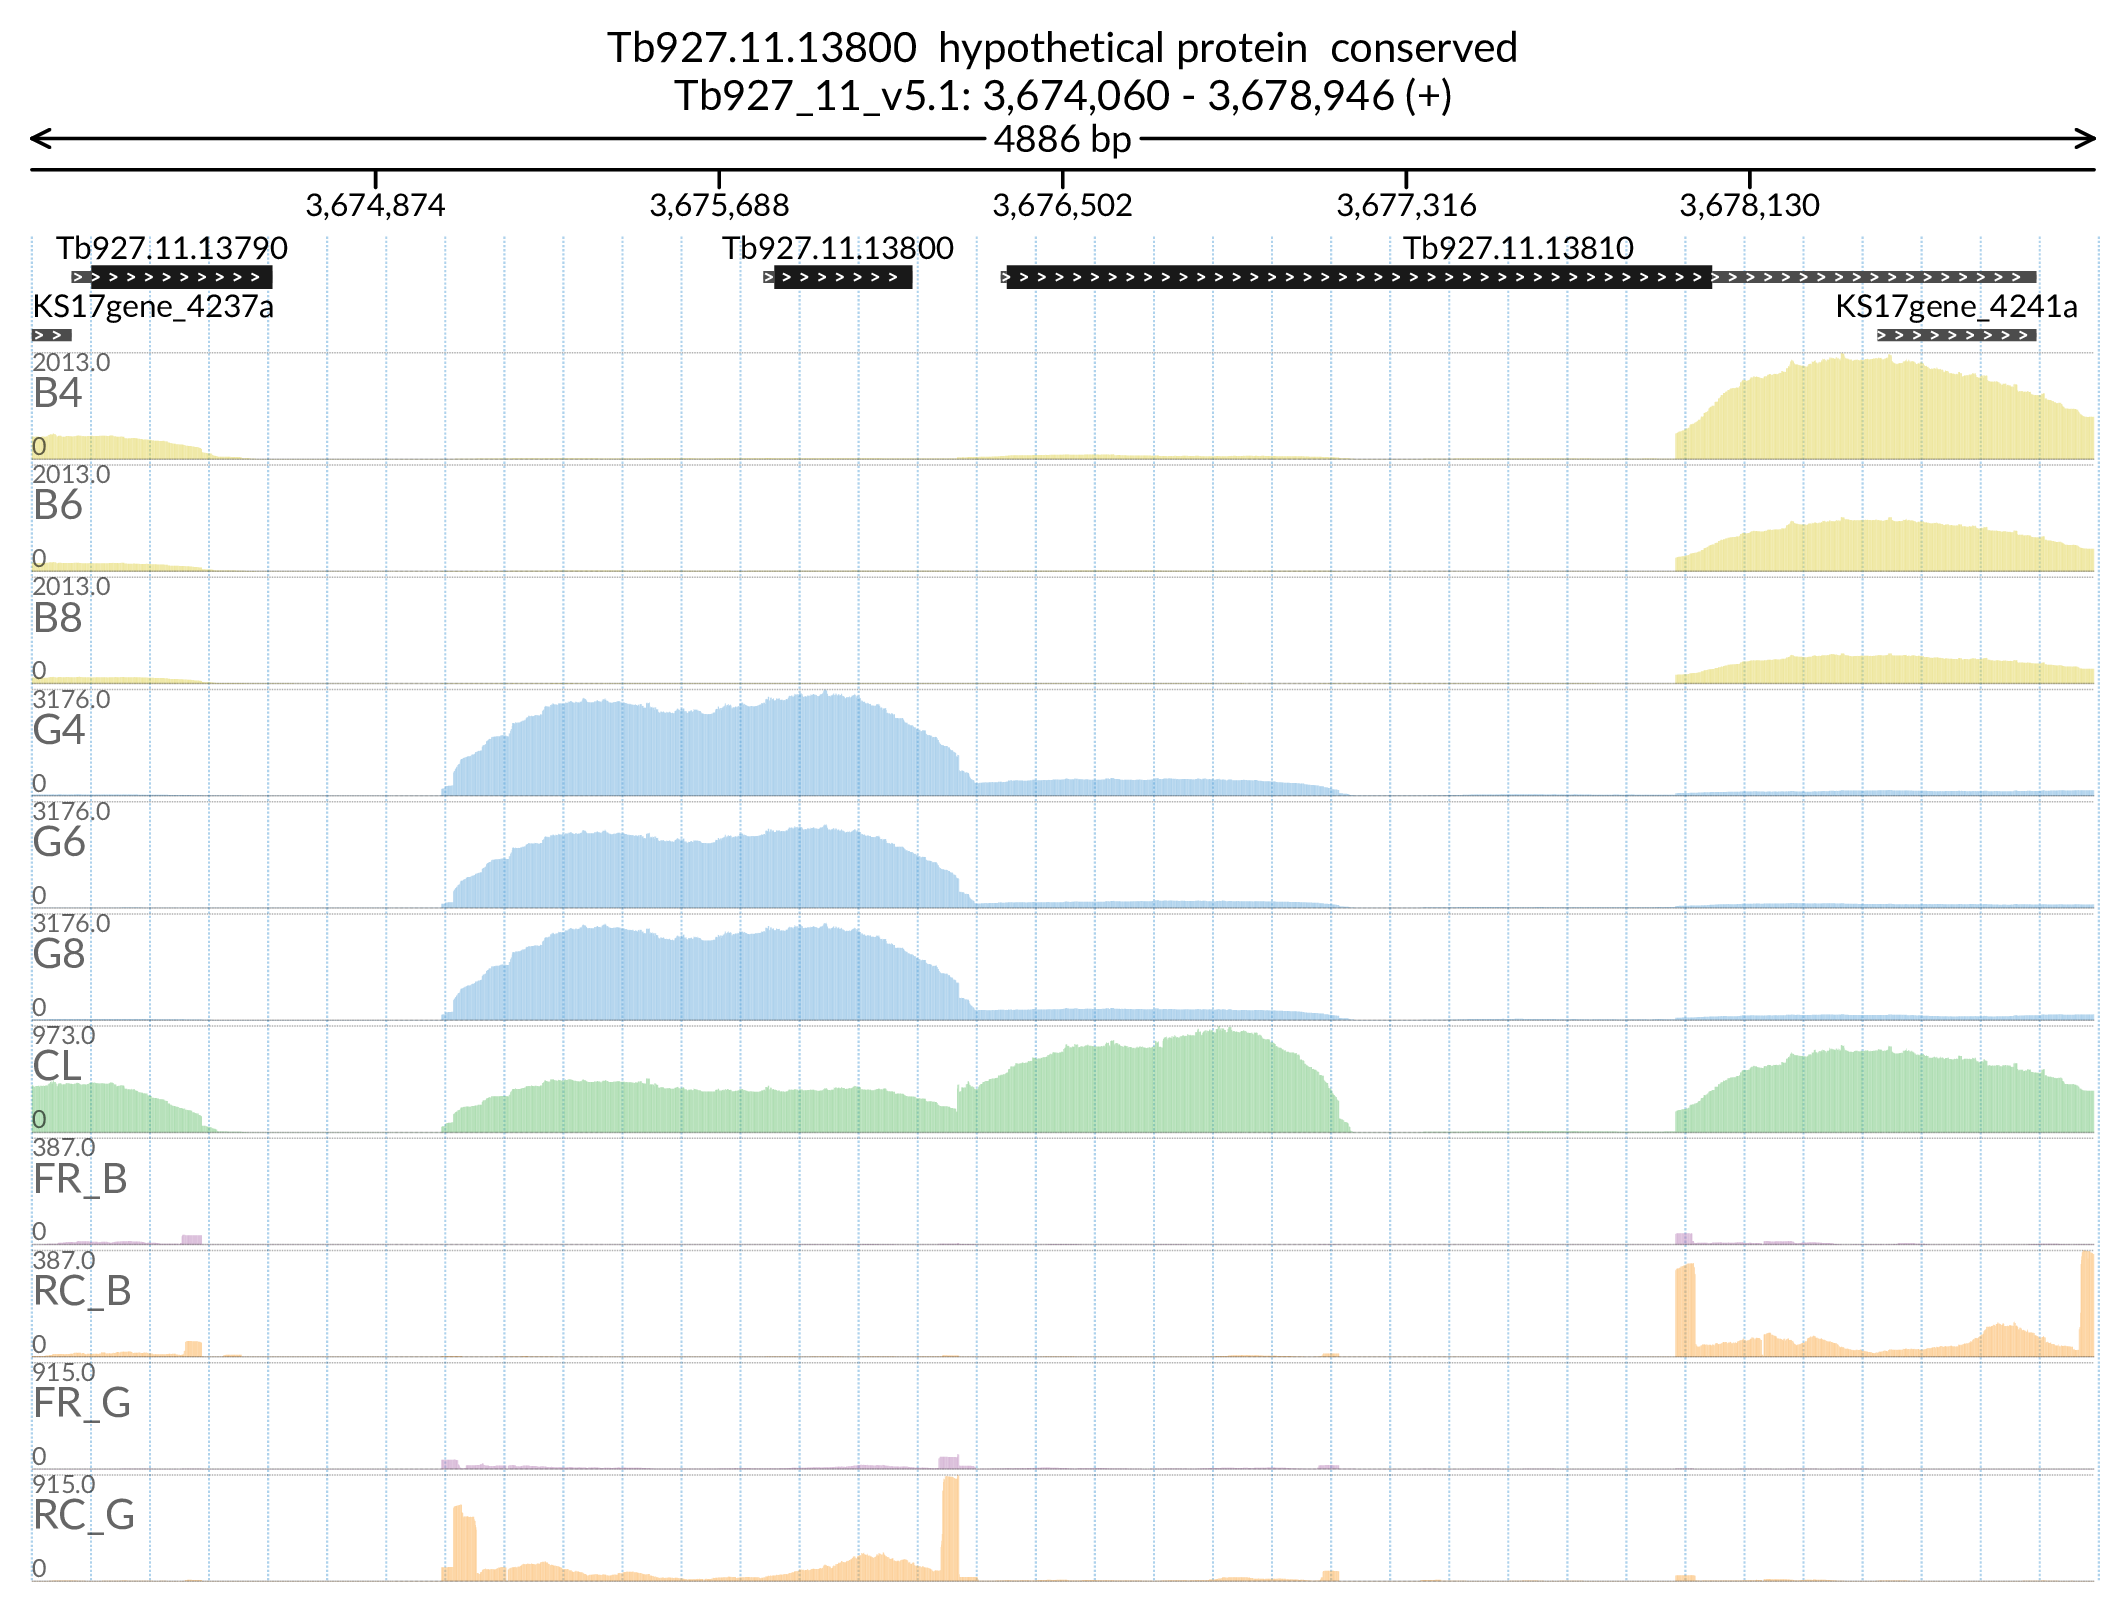 Tb927.11.13800  hypothetical protein  conserved
Tb927_11_v5.1: 3,674,060 - 3,678,946 (+)
4886 bp
3,674,874 3,675,688 3,676,502 3,677,316 3,678,130
Tb927.11.13790 Tb927.11.13800 Tb927.11.13810
KS17gene_4237a KS17gene_4241a
2013.0
B4
0
2013.0
B6
0
2013.0
B8
0
3176.0
G4
0
3176.0
G6
0
3176.0
G8
0
973.0
CL
0
387.0
FR_B
0
387.0
RC_B
0
915.0
FR_G
0
915.0
RC_G
0